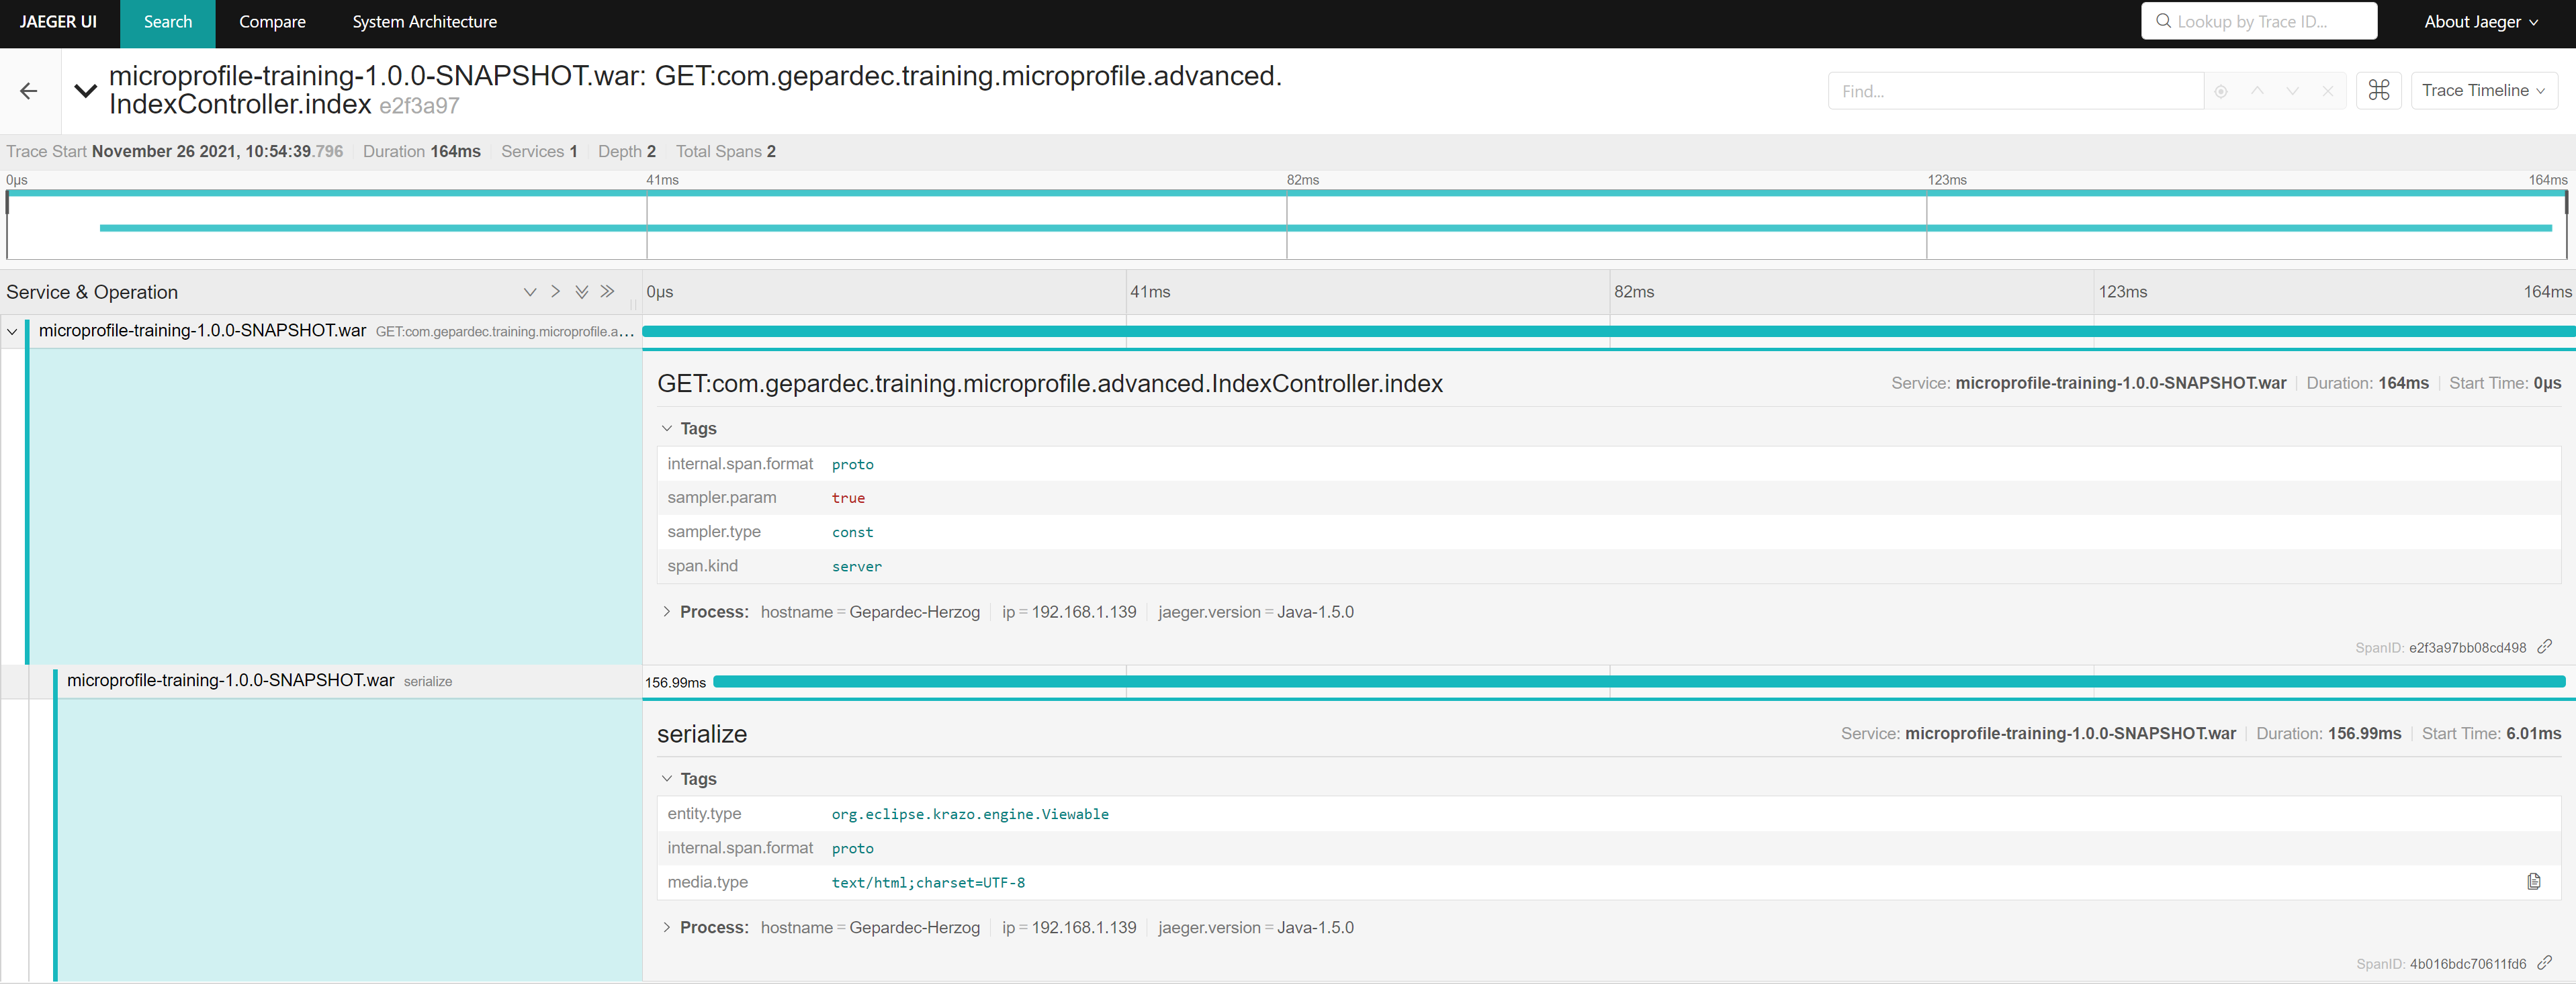 JAEGER UI Search Compare System Architecture Lookup by Trace ID... About Jaeger
microprofile-training-1.0.0-SNAPSHOT.war: GET:com.gepardec.training.microprofile.advanced.
IndexController.index e2f3a97
Find... ⌘ Trace Timeline
Trace Start November 26 2021, 10:54:39.796 Duration 164ms Services 1 Depth 2 Total Spans 2
0μs 41ms 82ms 123ms 164ms
Service & Operation 0μs 41ms 82ms 123ms 164ms
microprofile-training-1.0.0-SNAPSHOT.war GET:com.gepardec.training.microprofile.a…
GET:com.gepardec.training.microprofile.advanced.IndexController.index Service: microprofile-training-1.0.0-SNAPSHOT.war Duration: 164ms Start Time: 0μs
Tags
internal.span.format proto
sampler.param true
sampler.type const
span.kind server
Process: hostname = Gepardec-Herzog ip = 192.168.1.139 jaeger.version = Java-1.5.0
SpanID: e2f3a97bb08cd498
microprofile-training-1.0.0-SNAPSHOT.war serialize 156.99ms
serialize Service: microprofile-training-1.0.0-SNAPSHOT.war Duration: 156.99ms Start Time: 6.01ms
Tags
entity.type org.eclipse.krazo.engine.Viewable
internal.span.format proto
media.type text/html;charset=UTF-8
Process: hostname = Gepardec-Herzog ip = 192.168.1.139 jaeger.version = Java-1.5.0
SpanID: 4b016bdc70611fd6